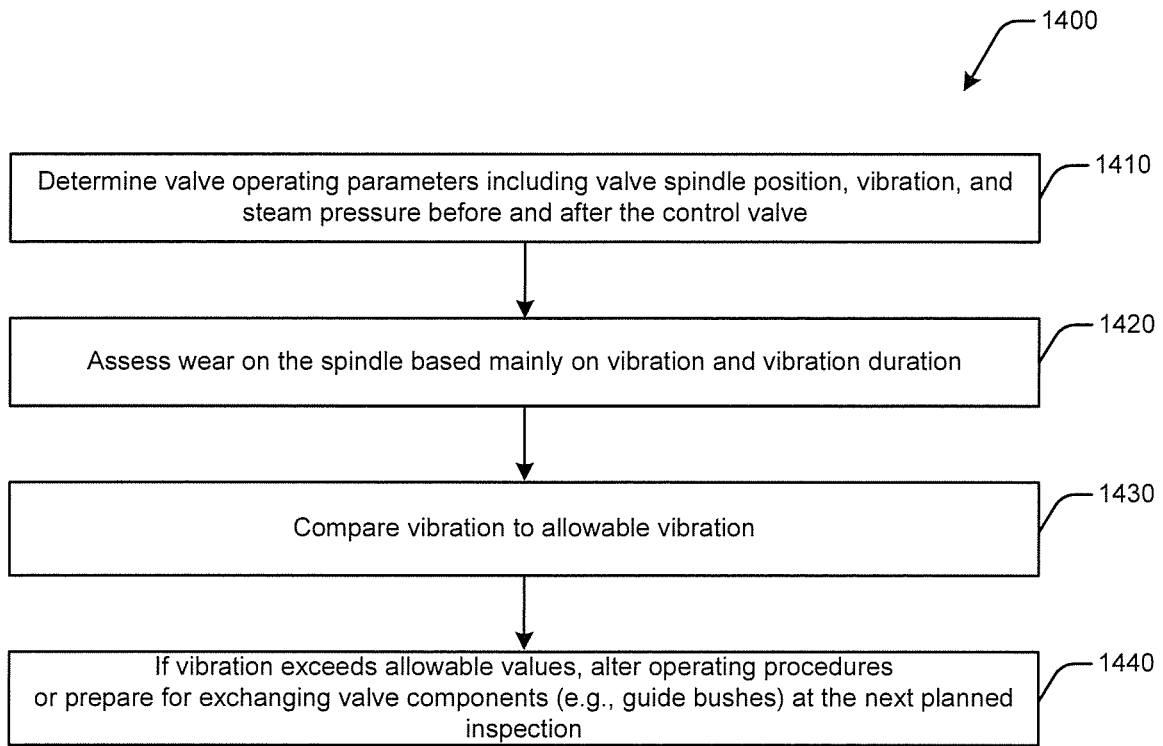 1400
Determine valve operating parameters including valve spindle position, vibration, and
steam pressure before and after the control valve
1410
Assess wear on the spindle based mainly on vibration and vibration duration
1420
Compare vibration to allowable vibration
1430
If vibration exceeds allowable values, alter operating procedures
or prepare for exchanging valve components (e.g., guide bushes) at the next planned
inspection
1440